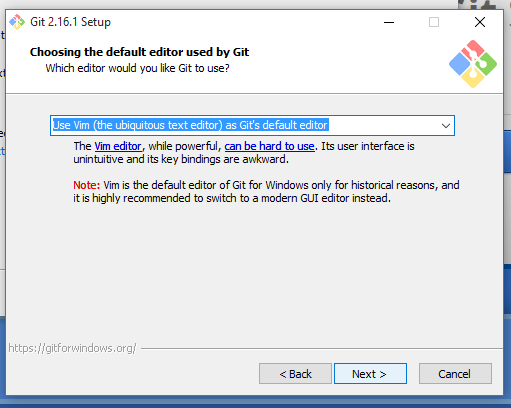 Git 2.16.1 Setup
Choosing the default editor used by Git
Which editor would you like Git to use?
Use Vim (the ubiquitous text editor) as Git's default editor
The Vim editor, while powerful, can be hard to use. Its user interface is
unintuitive and its key bindings are awkward.
Note: Vim is the default editor of Git for Windows only for historical reasons, and
it is highly recommended to switch to a modern GUI editor instead.
https://gitforwindows.org/
< Back
Next >
Cancel